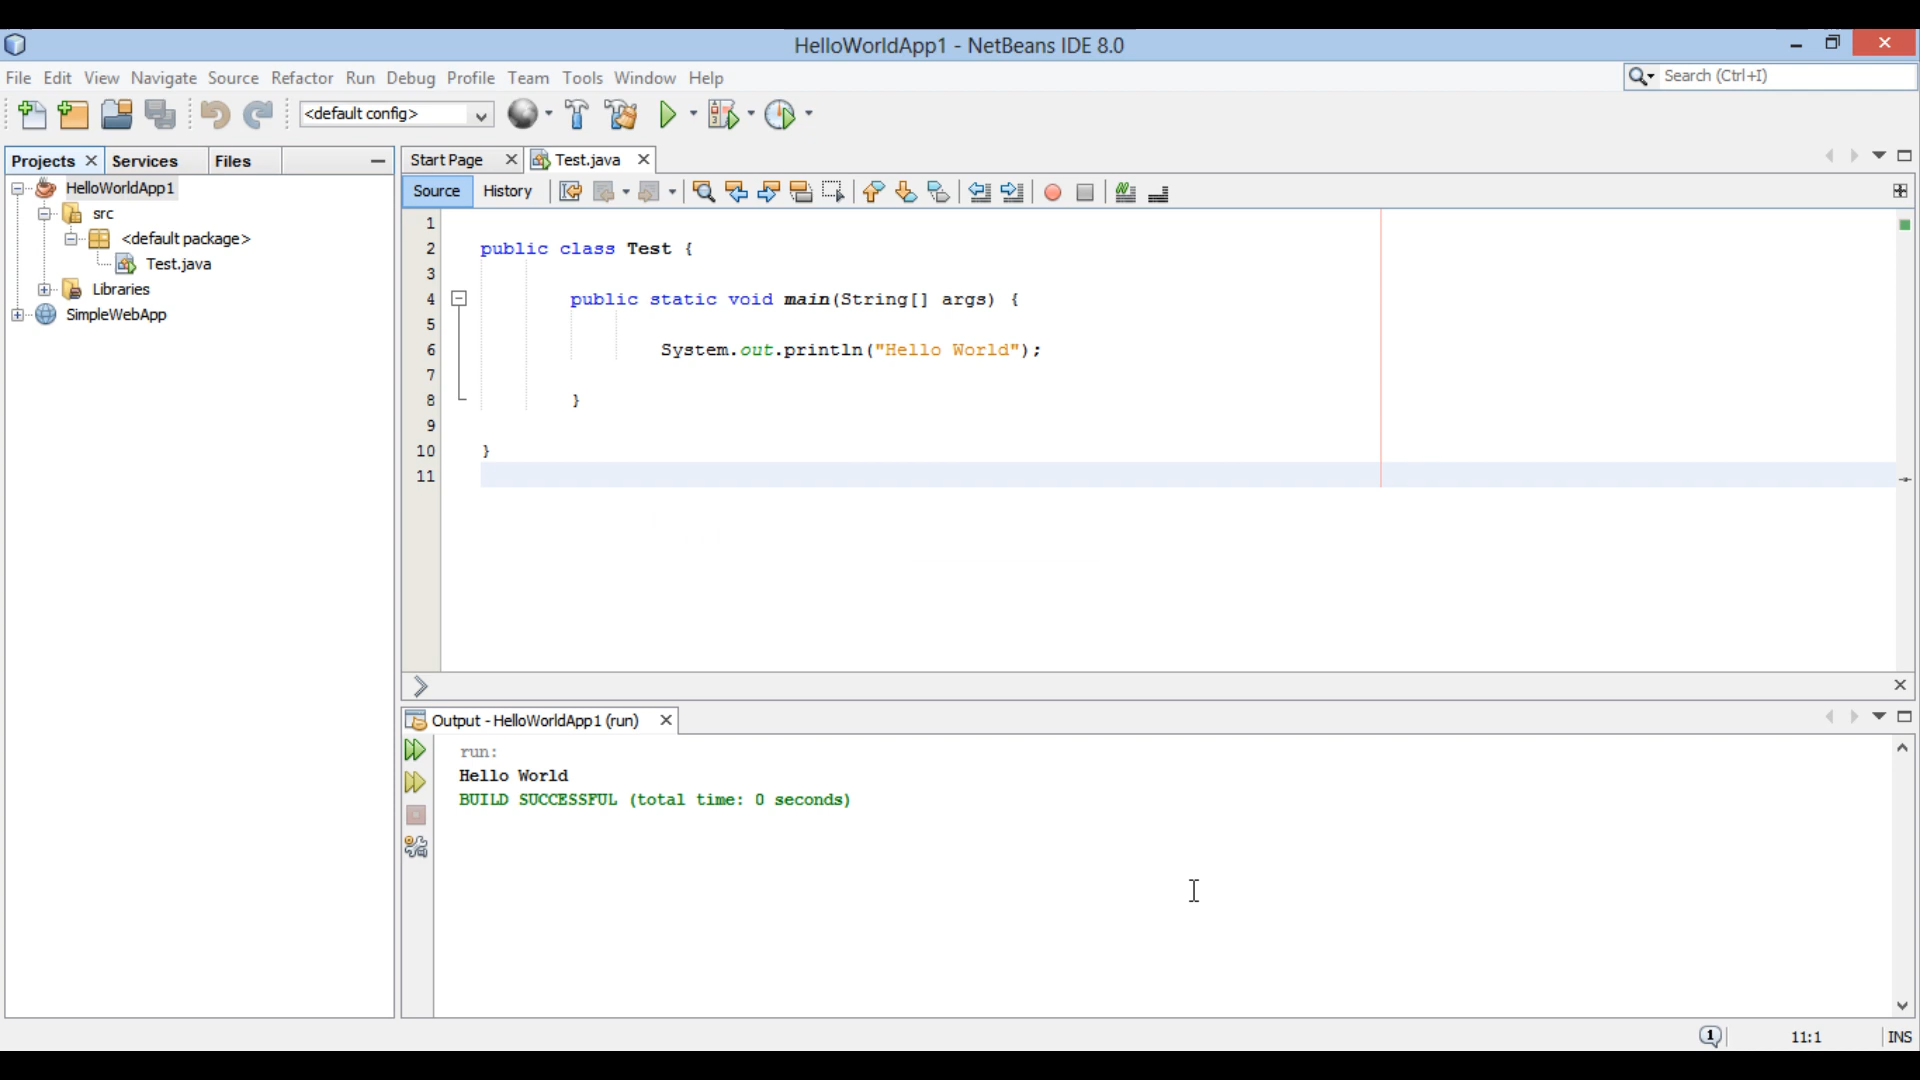 HelloWorldApp1 - NetBeans IDE 8.0
File Edit View Navigate Source Refactor Run Debug Profile Team Tools Window Help
Search (Ctrl+I)
<default config>
Projects Services Files
HelloWorldApp1
src
<default package>
Test.java
Libraries
SimpleWebApp
Start Page Test.java
Source History
1
2 public class Test {
3
4 public static void main(String[] args) {
5
6 System.out.println("Hello World");
7
8 }
9
10 }
11
Output - HelloWorldApp1 (run)
run:
Hello World
BUILD SUCCESSFUL (total time: 0 seconds)
1 11:1 INS